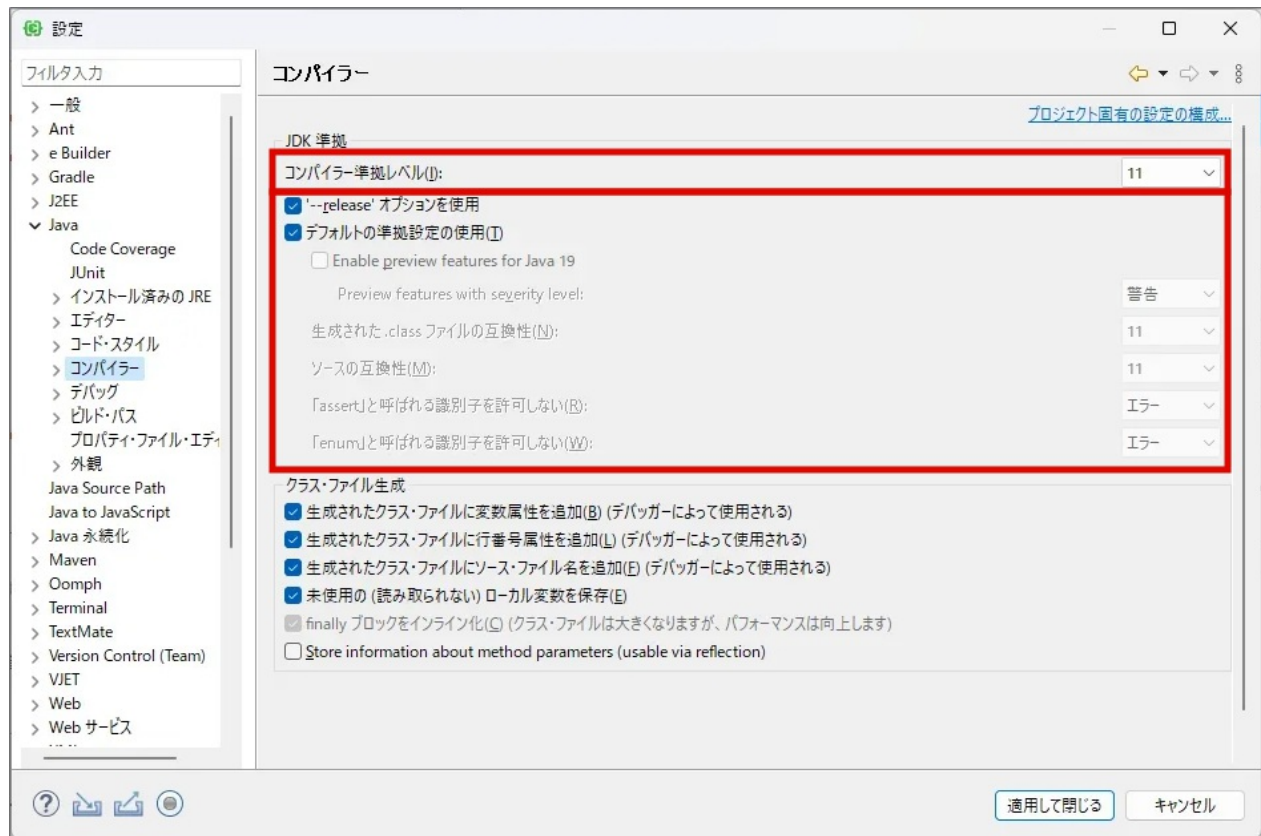 設定
フィルタ入力
一般
Ant
e Builder
Gradle
J2EE
Java
Code Coverage
JUnit
インストール済みの JRE
エディター
コード・スタイル
コンパイラー
デバッグ
ビルド・パス
プロパティ・ファイル・エディ
外観
Java Source Path
Java to JavaScript
Java 永続化
Maven
Oomph
Terminal
TextMate
Version Control (Team)
VJET
Web
Web サービス
コンパイラー
プロジェクト固有の設定の構成...
JDK 準拠
コンパイラー準拠レベル(I): 11
'--release' オプションを使用
デフォルトの準拠設定の使用(T)
Enable preview features for Java 19
Preview features with severity level: 警告
生成された .class ファイルの互換性(N): 11
ソースの互換性(M): 11
「assert」と呼ばれる識別子を許可しない(R): エラー
「enum」と呼ばれる識別子を許可しない(W): エラー
クラス・ファイル生成
生成されたクラス・ファイルに変数属性を追加(B) (デバッガーによって使用される)
生成されたクラス・ファイルに行番号属性を追加(L) (デバッガーによって使用される)
生成されたクラス・ファイルにソース・ファイル名を追加(F) (デバッガーによって使用される)
未使用の (読み取られない) ローカル変数を保存(E)
finally ブロックをインライン化(C) (クラス・ファイルは大きくなりますが、パフォーマンスは向上します)
Store information about method parameters (usable via reflection)
適用して閉じる
キャンセル